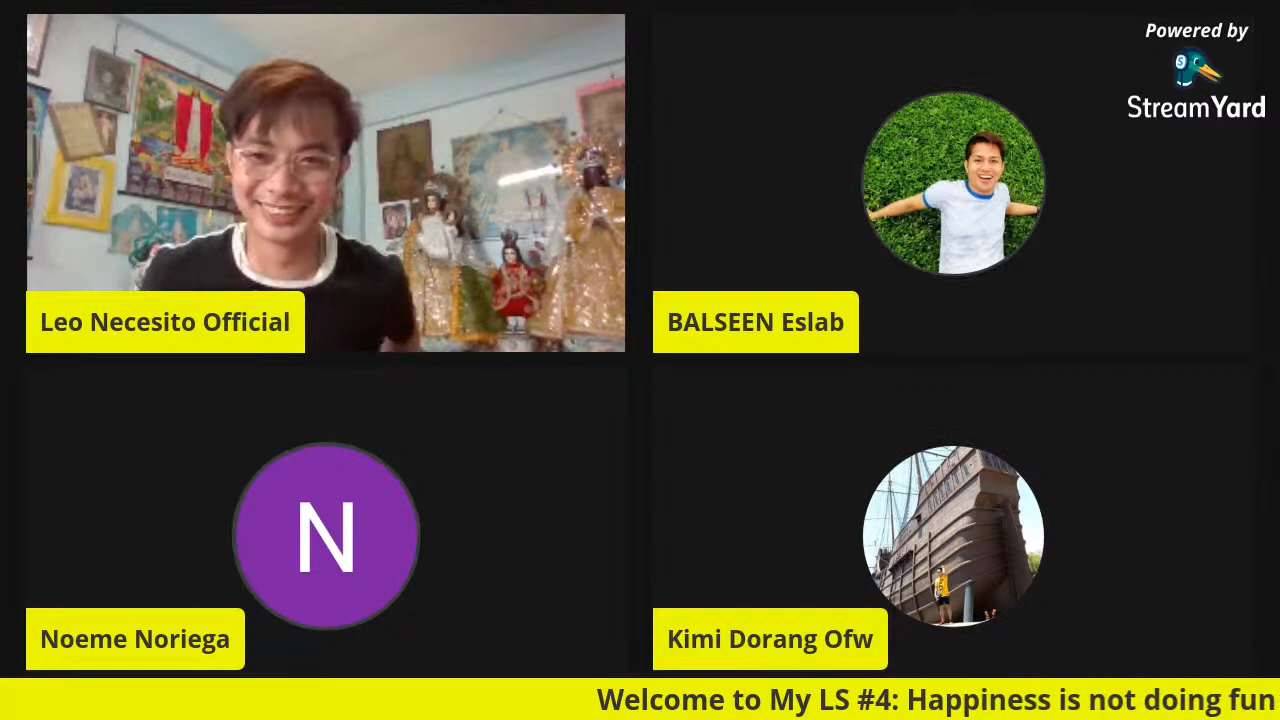 Powered by
StreamYard
Leo Necesito Official
BALSEEN Eslab
N
Noeme Noriega
Kimi Dorang Ofw
Welcome to My LS #4: Happiness is not doing fun